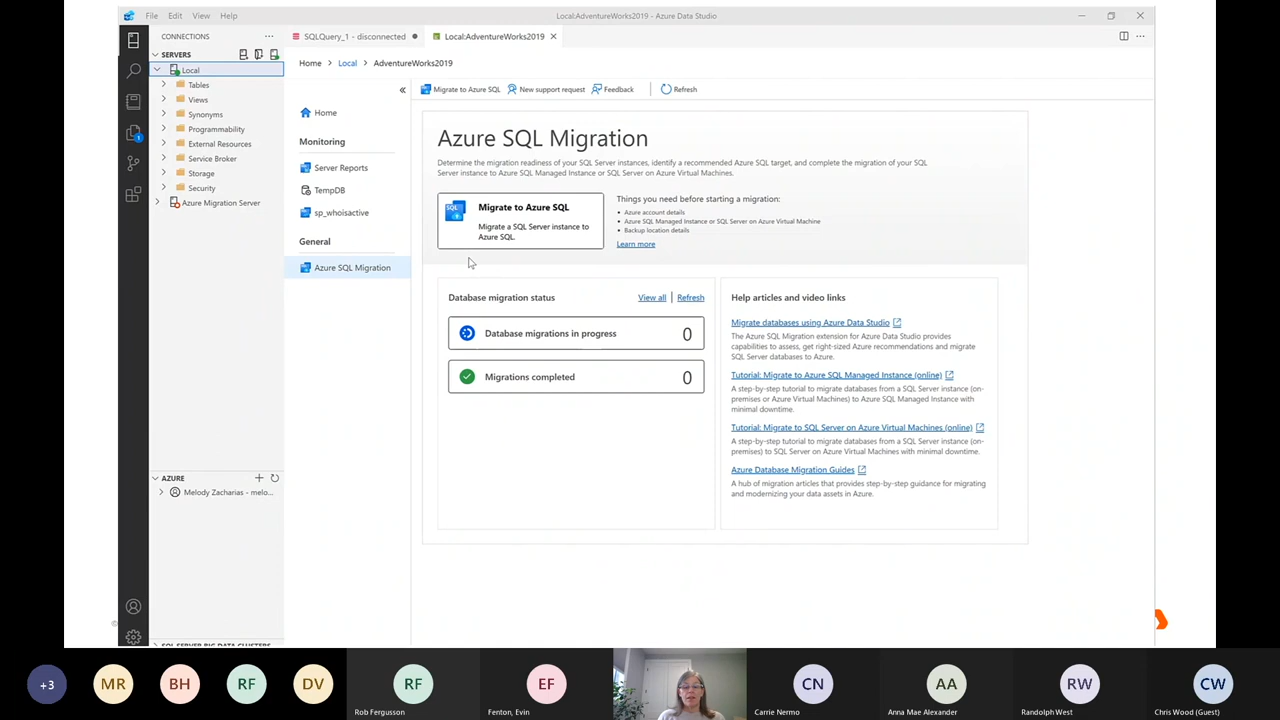 File Edit View Help
Local:AdventureWorks2019 - Azure Data Studio
CONNECTIONS
SERVERS
Local
Tables
Views
Synonyms
Programmability
External Resources
Service Broker
Storage
Security
Azure Migration Server
AZURE
Melody Zacharias - melo...
SQL SERVER BIG DATA CLUSTERS
1
SQLQuery_1 - disconnected
Local:AdventureWorks2019
Home > Local > AdventureWorks2019
Migrate to Azure SQL New support request Feedback Refresh
Home
Monitoring
Server Reports
TempDB
sp_whoisactive
General
Azure SQL Migration
Azure SQL Migration
Determine the migration readiness of your SQL Server instances, identify a recommended Azure SQL target, and complete the migration of your SQL
Server instance to Azure SQL Managed Instance or SQL Server on Azure Virtual Machines.
SQL
Migrate to Azure SQL
Migrate a SQL Server instance to
Azure SQL.
Things you need before starting a migration:
• Azure account details
• Azure SQL Managed Instance or SQL Server on Azure Virtual Machine
• Backup location details
Learn more
Database migration status
View all | Refresh
Database migrations in progress 0
Migrations completed 0
Help articles and video links
Migrate databases using Azure Data Studio
The Azure SQL Migration extension for Azure Data Studio provides
capabilities to assess, get right-sized Azure recommendations and migrate
SQL Server databases to Azure.
Tutorial: Migrate to Azure SQL Managed Instance (online)
A step-by-step tutorial to migrate databases from a SQL Server instance (on-
premises or Azure Virtual Machines) to Azure SQL Managed Instance with
minimal downtime.
Tutorial: Migrate to SQL Server on Azure Virtual Machines (online)
A step-by-step tutorial to migrate databases from a SQL Server instance (on-
premises) to SQL Server on Azure Virtual Machines with minimal downtime.
Azure Database Migration Guides
A hub of migration articles that provides step-by-step guidance for migrating
and modernizing your data assets in Azure.
©
+3 MR BH RF DV RF EF CN AA RW CW
Rob Fergusson Fenton, Evin Carrie Nermo Anna Mae Alexander Randolph West Chris Wood (Guest)